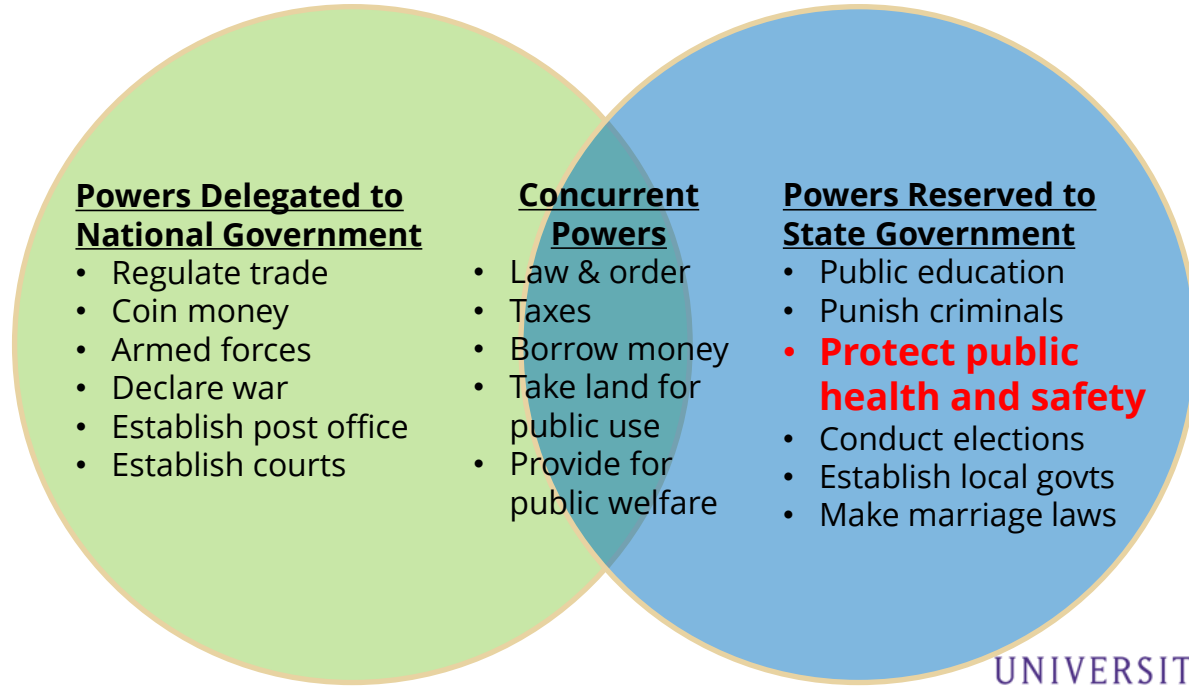 Powers Delegated to
National Government
• Regulate trade
• Coin money
• Armed forces
• Declare war
• Establish post office
• Establish courts
Concurrent
Powers
• Law & order
• Taxes
• Borrow money
• Take land for
public use
• Provide for
public welfare
Powers Reserved to
State Government
• Public education
• Punish criminals
• Protect public
health and safety
• Conduct elections
• Establish local govts
• Make marriage laws
UNIVERSIT